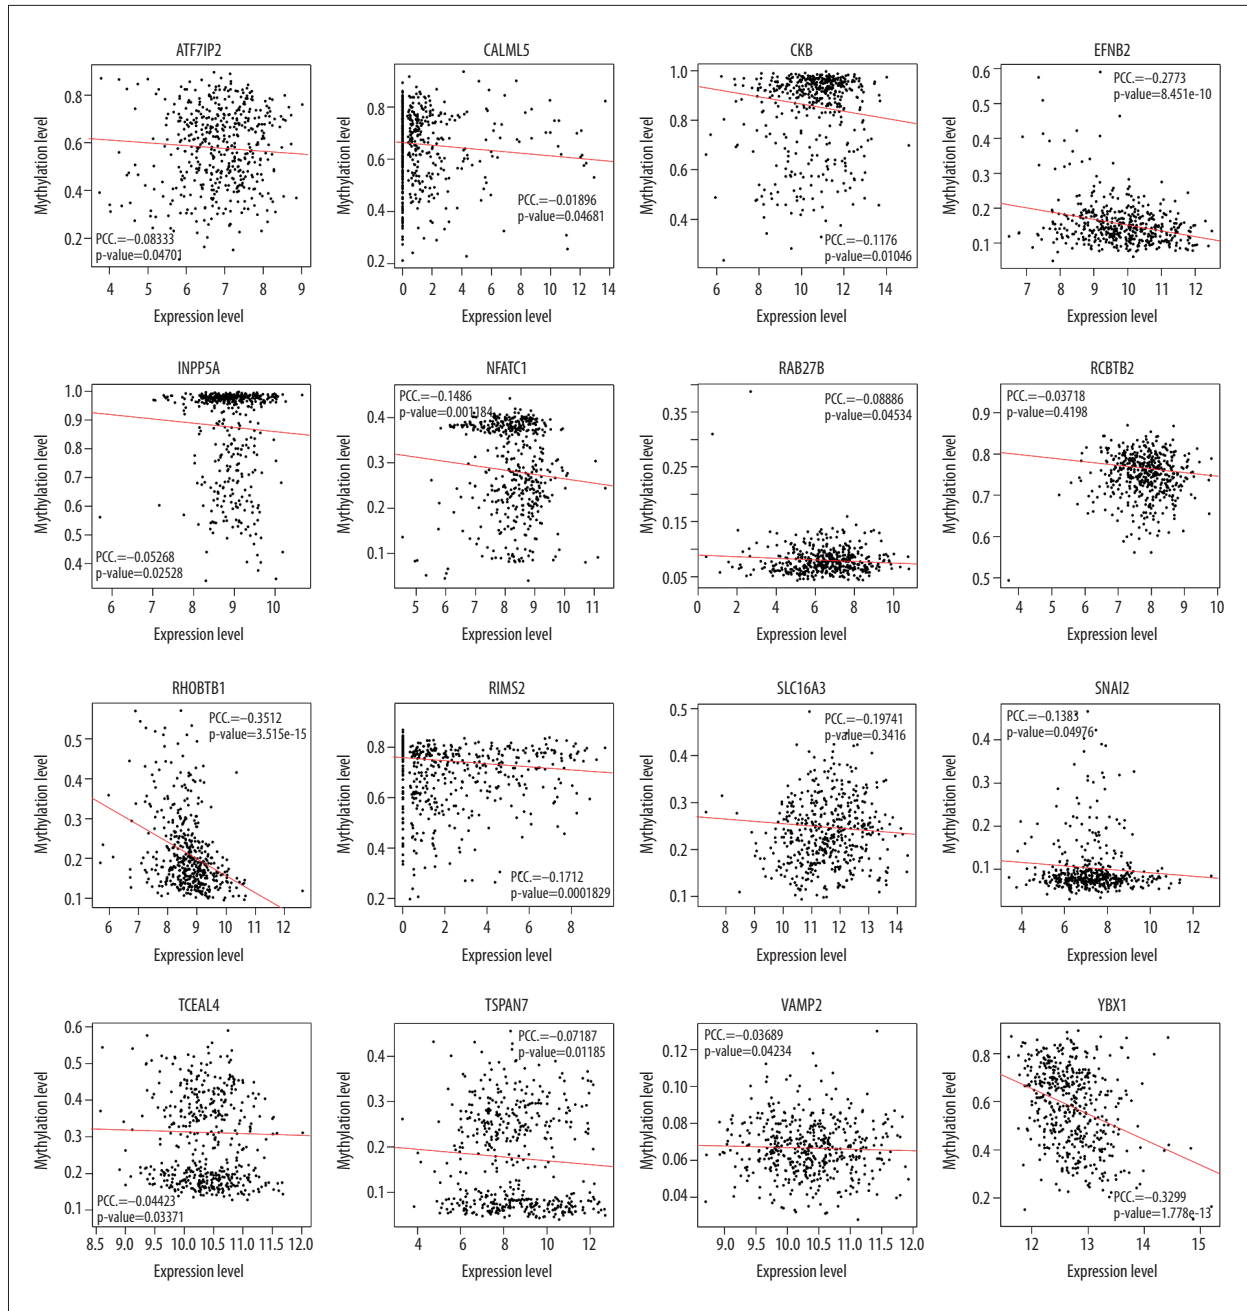 ATF7IP2
Mythylation level
0.8
0.6
0.4
0.2
PCC.=−0.08333
p-value=0.04701
4 5 6 7 8 9
Expression level
CALML5
Mythylation level
0.8
0.6
0.4
0.2
PCC.=−0.01896
p-value=0.04681
0 2 4 6 8 10 12 14
Expression level
CKB
Mythylation level
1.0
0.8
0.6
0.4
PCC.=−0.1176
p-value=0.01046
6 8 10 12 14
Expression level
EFNB2
Mythylation level
0.6
0.5
0.4
0.3
0.2
0.1
PCC.=−0.2773
p-value=8.451e-10
7 8 9 10 11 12
Expression level
INPP5A
Mythylation level
1.0
0.9
0.8
0.7
0.6
0.5
0.4
PCC.=−0.05268
p-value=0.02528
6 7 8 9 10
Expression level
NFATC1
Mythylation level
0.4
0.3
0.2
0.1
PCC.=−0.1486
p-value=0.001184
5 6 7 8 9 10 11
Expression level
RAB27B
Mythylation level
0.35
0.25
0.15
0.05
PCC.=−0.08886
p-value=0.04534
0 2 4 6 8 10
Expression level
RCBTB2
Mythylation level
0.9
0.8
0.7
0.6
0.5
PCC.=−0.03718
p-value=0.4198
4 5 6 7 8 9 10
Expression level
RHOBTB1
Mythylation level
0.5
0.4
0.3
0.2
0.1
PCC.=−0.3512
p-value=3.515e-15
6 7 8 9 10 11 12
Expression level
RIMS2
Mythylation level
0.8
0.6
0.4
0.2
PCC.=−0.1712
p-value=0.0001829
0 2 4 6 8
Expression level
SLC16A3
Mythylation level
0.5
0.4
0.3
0.2
0.1
PCC.=−0.19741
p-value=0.3416
7 8 9 10 11 12 13 14
Expression level
SNAI2
Mythylation level
0.4
0.3
0.2
0.1
PCC.=−0.1383
p-value=0.04976
4 6 8 10 12
Expression level
TCEAL4
Mythylation level
0.6
0.5
0.4
0.3
0.2
0.1
PCC.=−0.04423
p-value=0.03371
8.5 9.0 9.5 10.0 10.5 11.0 11.5 12.0
Expression level
TSPAN7
Mythylation level
0.4
0.3
0.2
0.1
PCC.=−0.07187
p-value=0.01185
4 6 8 10 12
Expression level
VAMP2
Mythylation level
0.12
0.10
0.08
0.06
0.04
PCC.=−0.03689
p-value=0.04234
9.0 9.5 10.0 10.5 11.0 11.5 12.0
Expression level
YBX1
Mythylation level
0.8
0.6
0.4
0.2
PCC.=−0.3299
p-value=1.778e-13
12 13 14 15
Expression level